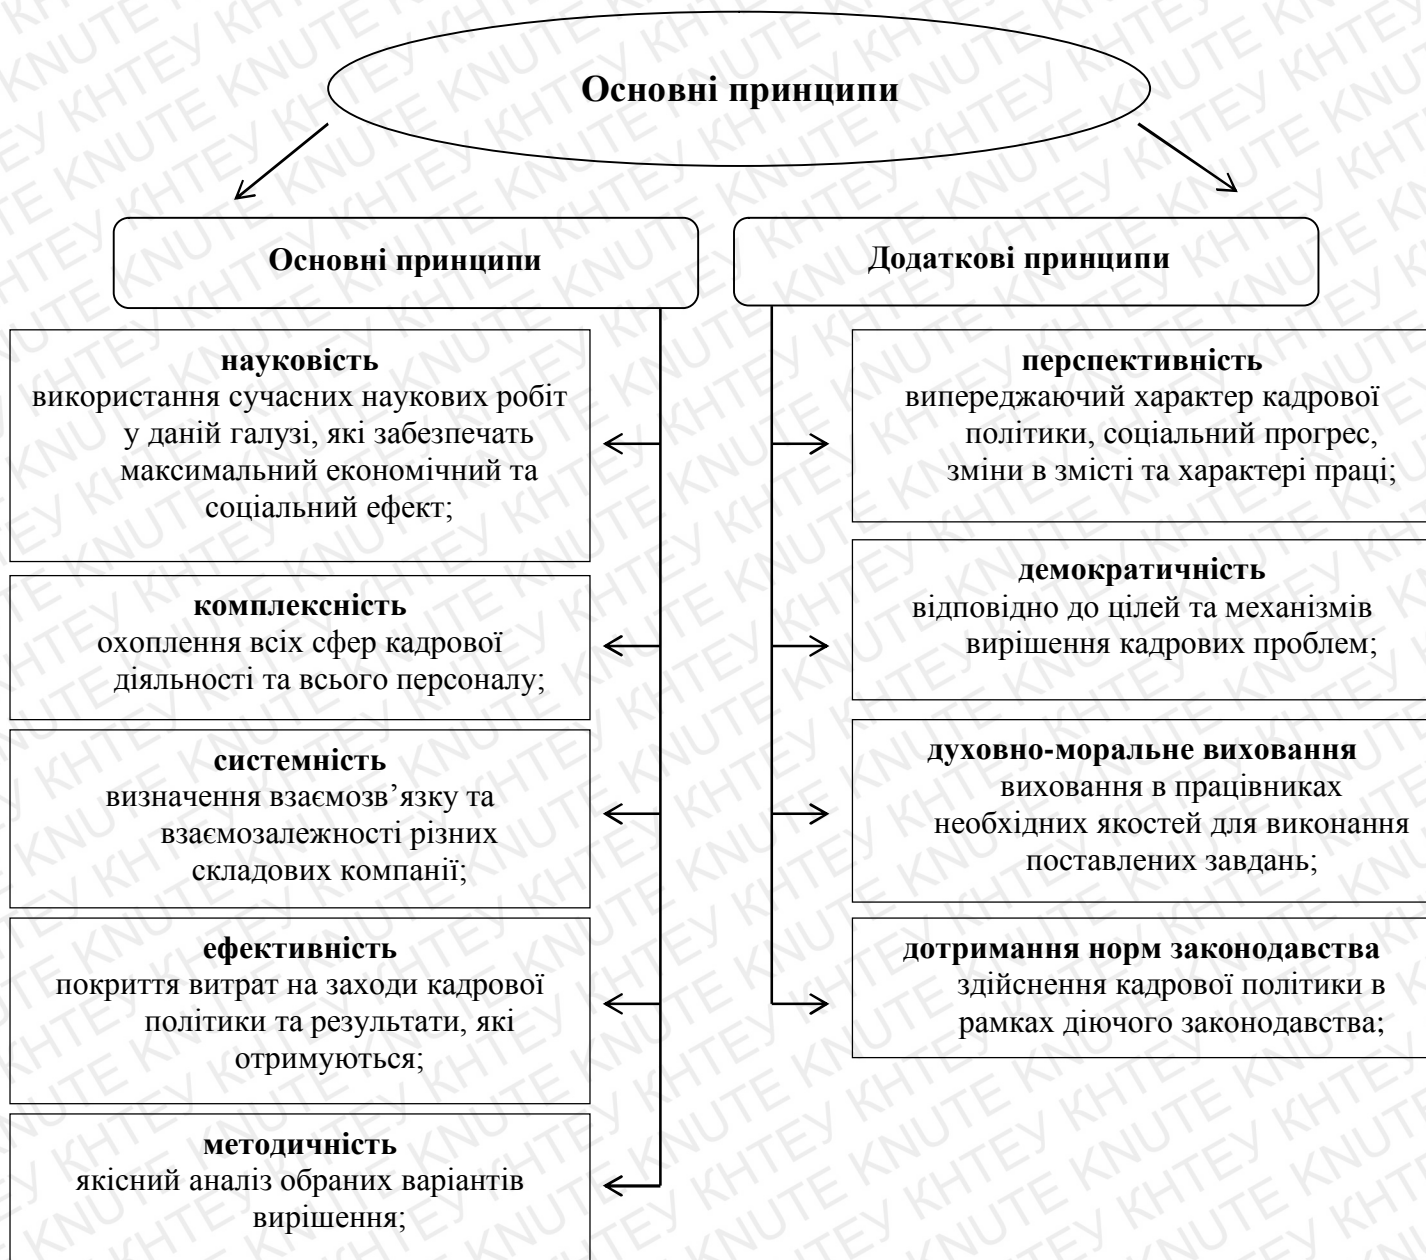 Основні принципи
Основні принципи
науковість
використання сучасних наукових робіт
у даній галузі, які забезпечать
максимальний економічний та
соціальний ефект;
комплексність
охоплення всіх сфер кадрової
діяльності та всього персоналу;
системність
визначення взаємозв’язку та
взаємозалежності різних
складових компанії;
ефективність
покриття витрат на заходи кадрової
політики та результати, які
отримуються;
методичність
якісний аналіз обраних варіантів
вирішення;
Додаткові принципи
перспективність
випереджаючий характер кадрової
політики, соціальний прогрес,
зміни в змісті та характері праці;
демократичність
відповідно до цілей та механізмів
вирішення кадрових проблем;
духовно-моральне виховання
виховання в працівниках
необхідних якостей для виконання
поставлених завдань;
дотримання норм законодавства
здійснення кадрової політики в
рамках діючого законодавства;